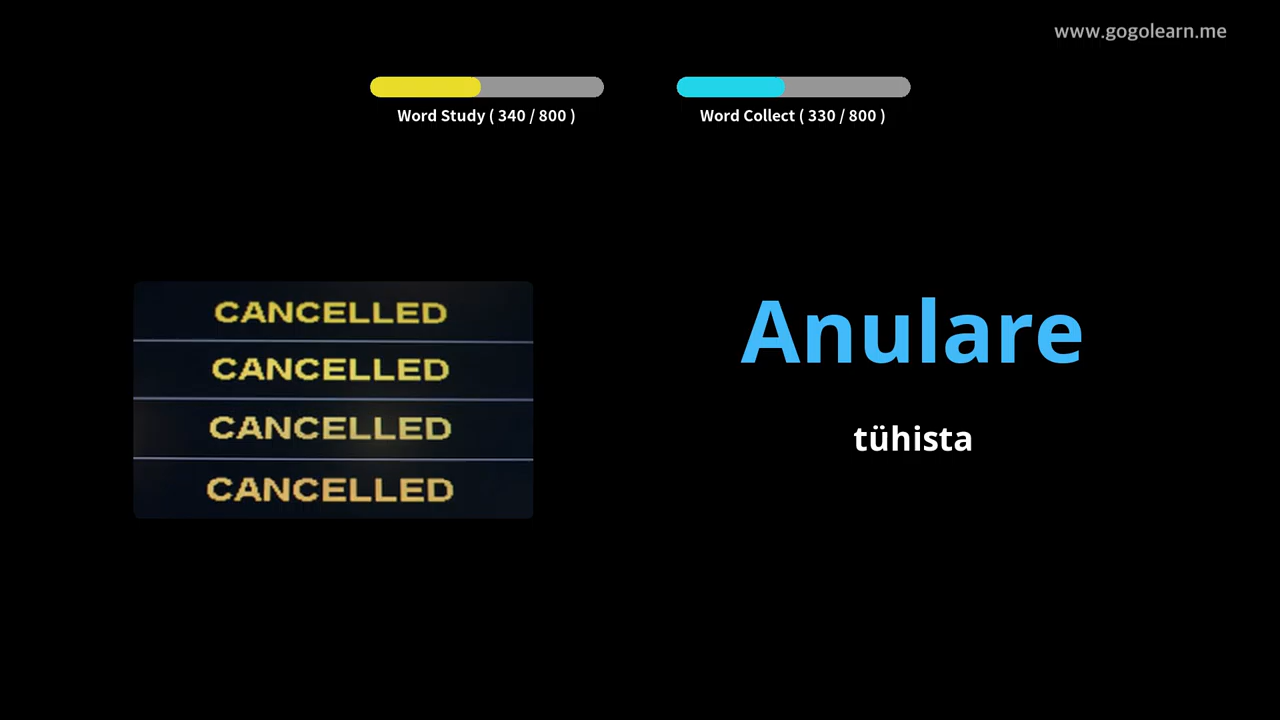 www.gogolearn.me
Word Study ( 340 / 800 )
Word Collect ( 330 / 800 )
CANCELLED
CANCELLED
CANCELLED
CANCELLED
Anulare
tühista